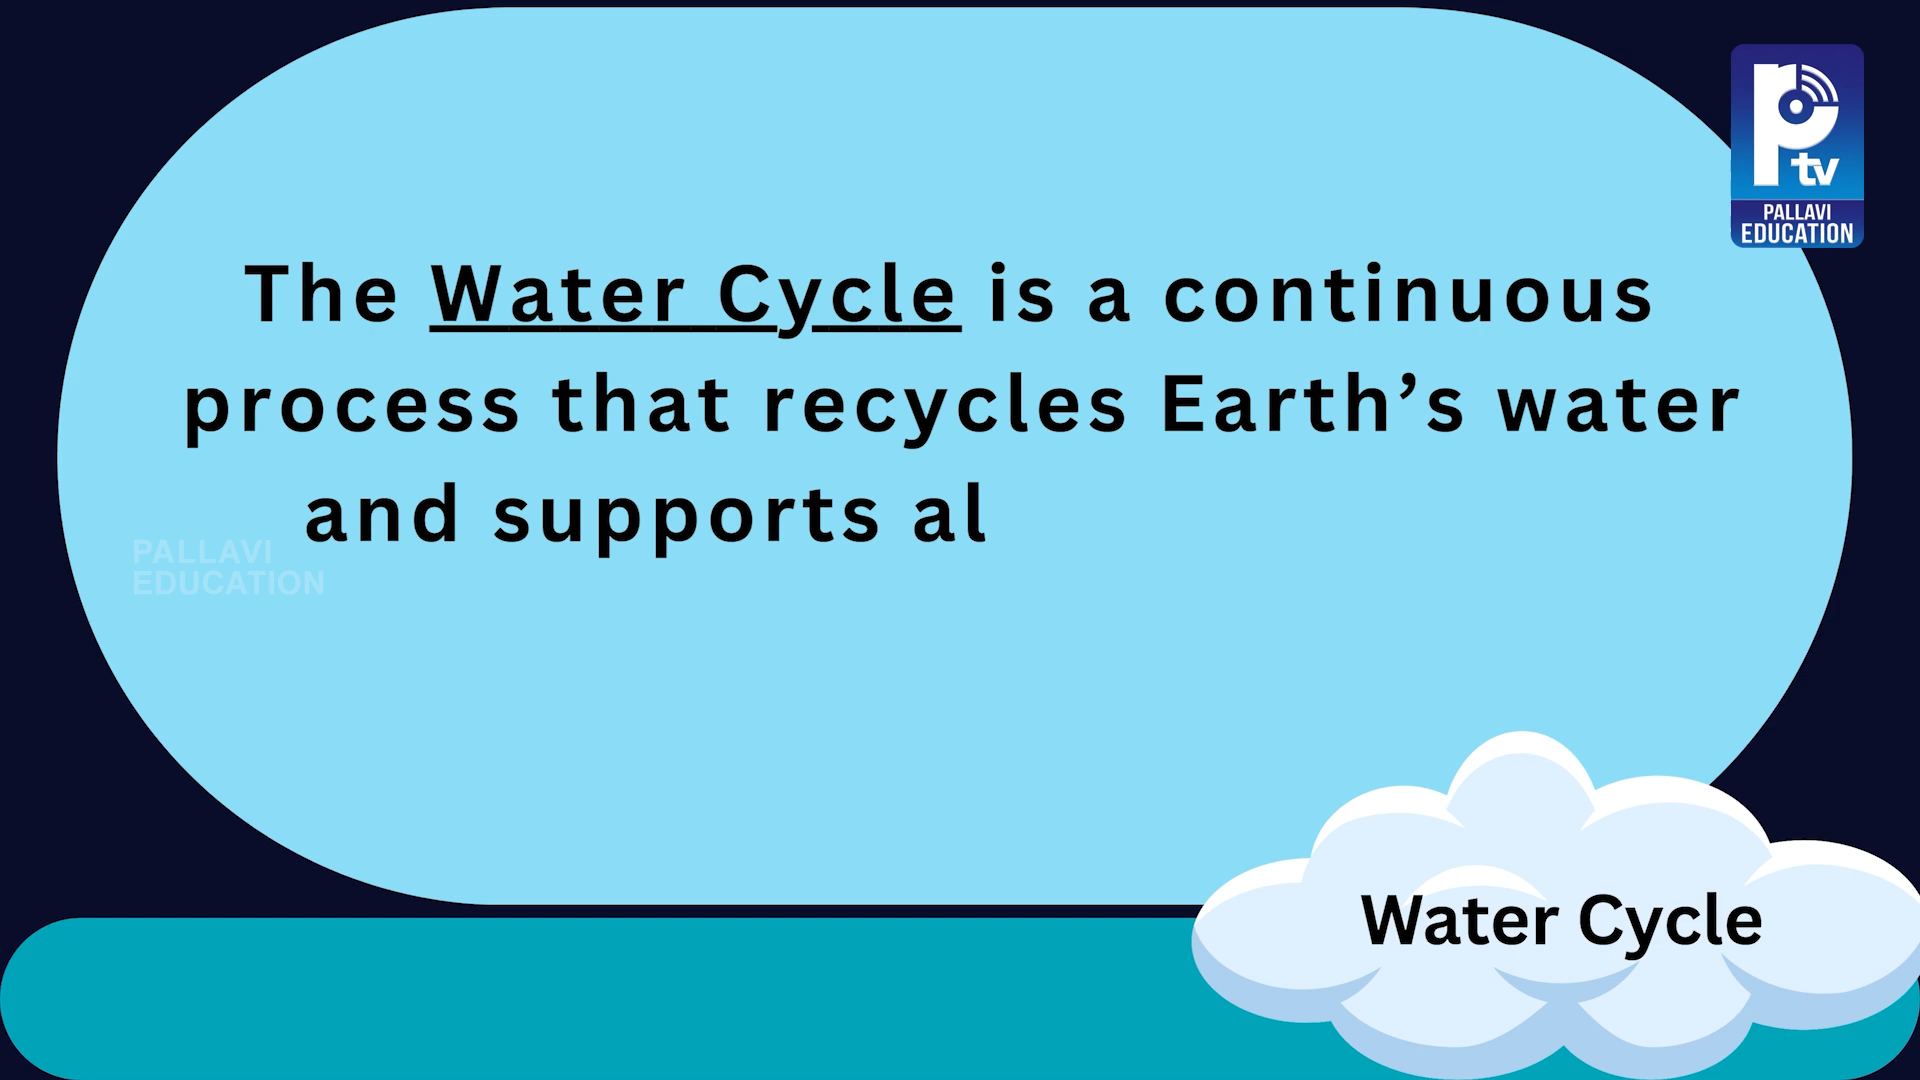 The Water Cycle is a continuous
process that recycles Earth’s water
and supports al
PALLAVI
EDUCATION
tv
PALLAVI
EDUCATION
Water Cycle